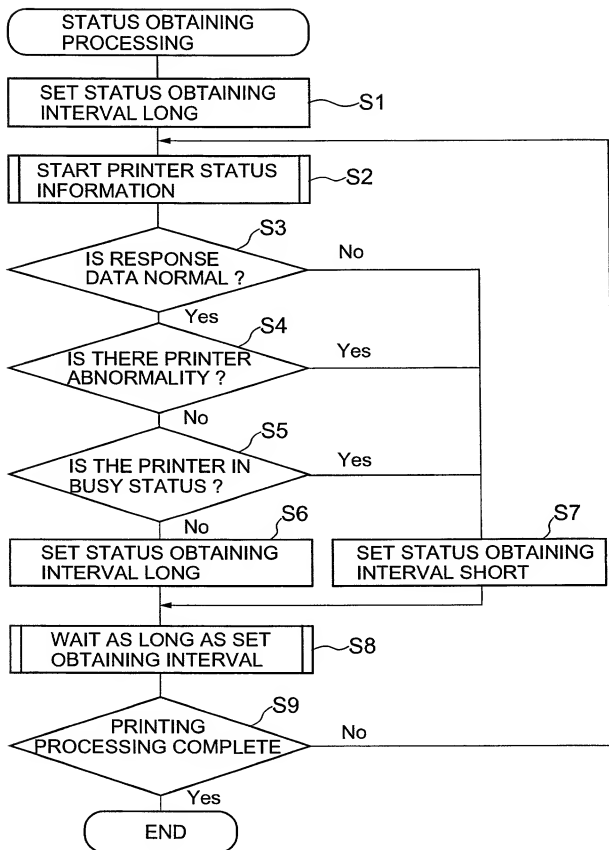 STATUS OBTAINING
PROCESSING
SET STATUS OBTAINING
INTERVAL LONG
S1
START PRINTER STATUS
INFORMATION
S2
S3
IS RESPONSE
DATA NORMAL ?
No
Yes
S4
IS THERE PRINTER
ABNORMALITY ?
Yes
No
S5
IS THE PRINTER IN
BUSY STATUS ?
Yes
No
S6
SET STATUS OBTAINING
INTERVAL LONG
S7
SET STATUS OBTAINING
INTERVAL SHORT
WAIT AS LONG AS SET
OBTAINING INTERVAL
S8
S9
PRINTING
PROCESSING COMPLETE
No
Yes
END